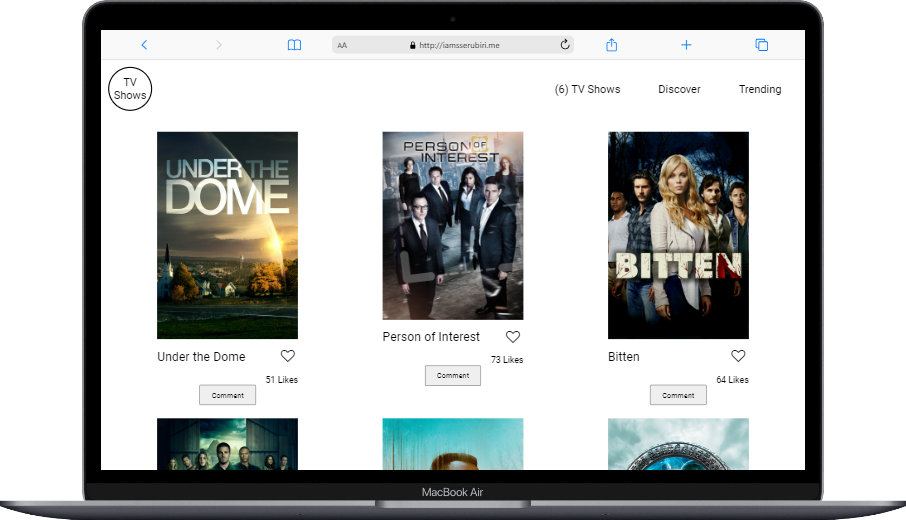 AA
http://iamsserubiri.me
TV
Shows
(6) TV Shows
Discover
Trending
UNDER THE
DOME
PERSON OF
INTEREST
BITTEN
Under the Dome
51 Likes
Comment
Person of Interest
73 Likes
Comment
Bitten
64 Likes
Comment
MacBook Air